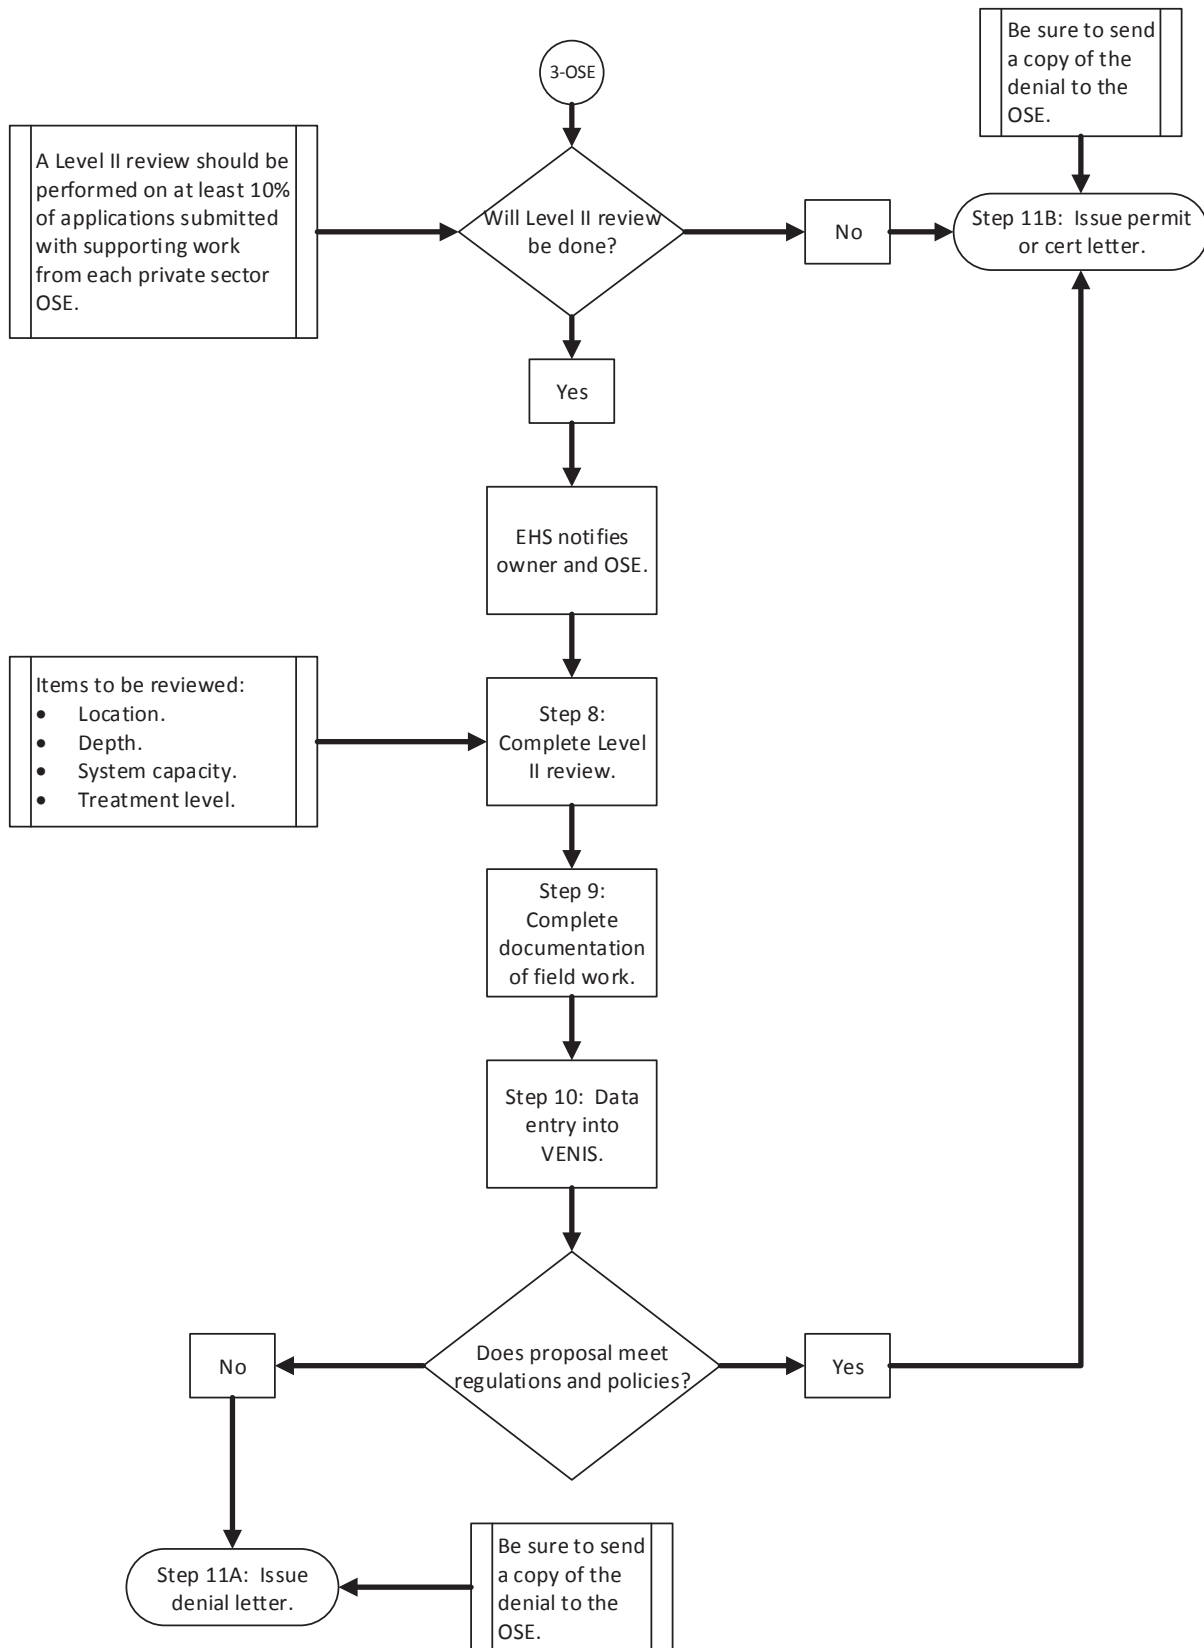 3-OSE
Be sure to send
a copy of the
denial to the
OSE.
A Level II review should be
performed on at least 10%
of applications submitted
with supporting work
from each private sector
OSE.
Will Level II review
be done?
No
Step 11B:  Issue permit
or cert letter.
Yes
EHS notifies
owner and OSE.
Items to be reviewed:
• Location.
• Depth.
• System capacity.
• Treatment level.
Step 8:
Complete Level
II review.
Step 9:
Complete
documentation
of field work.
Step 10:  Data
entry into
VENIS.
No
Does proposal meet
regulations and policies?
Yes
Step 11A:  Issue
denial letter.
Be sure to send
a copy of the
denial to the
OSE.